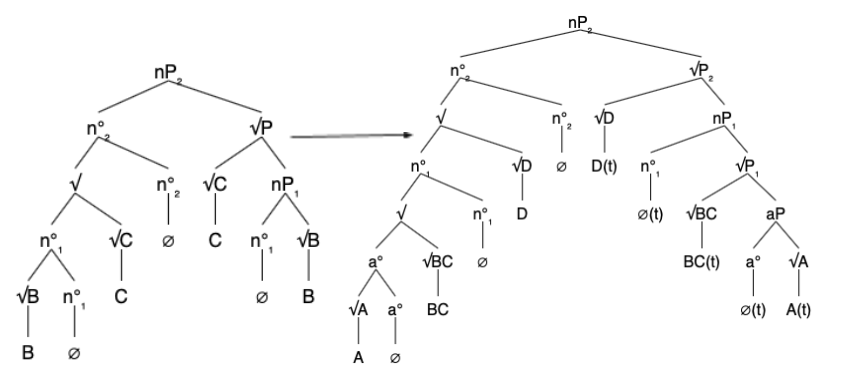 nP₂
n°₂ √P
√ n°₂ √C nP₁
n°₁ √C ∅ C n°₁ √B
√B n°₁ C ∅ B
B ∅
nP₂
n°₂ √P₂
√ n°₂ √D nP₁
n°₁ √D ∅ D(t) n°₁ √P₁
√ n°₁ D ∅(t) √BC aP
a° √BC ∅ BC(t) a° √A
√A a° BC ∅(t) A(t)
A ∅